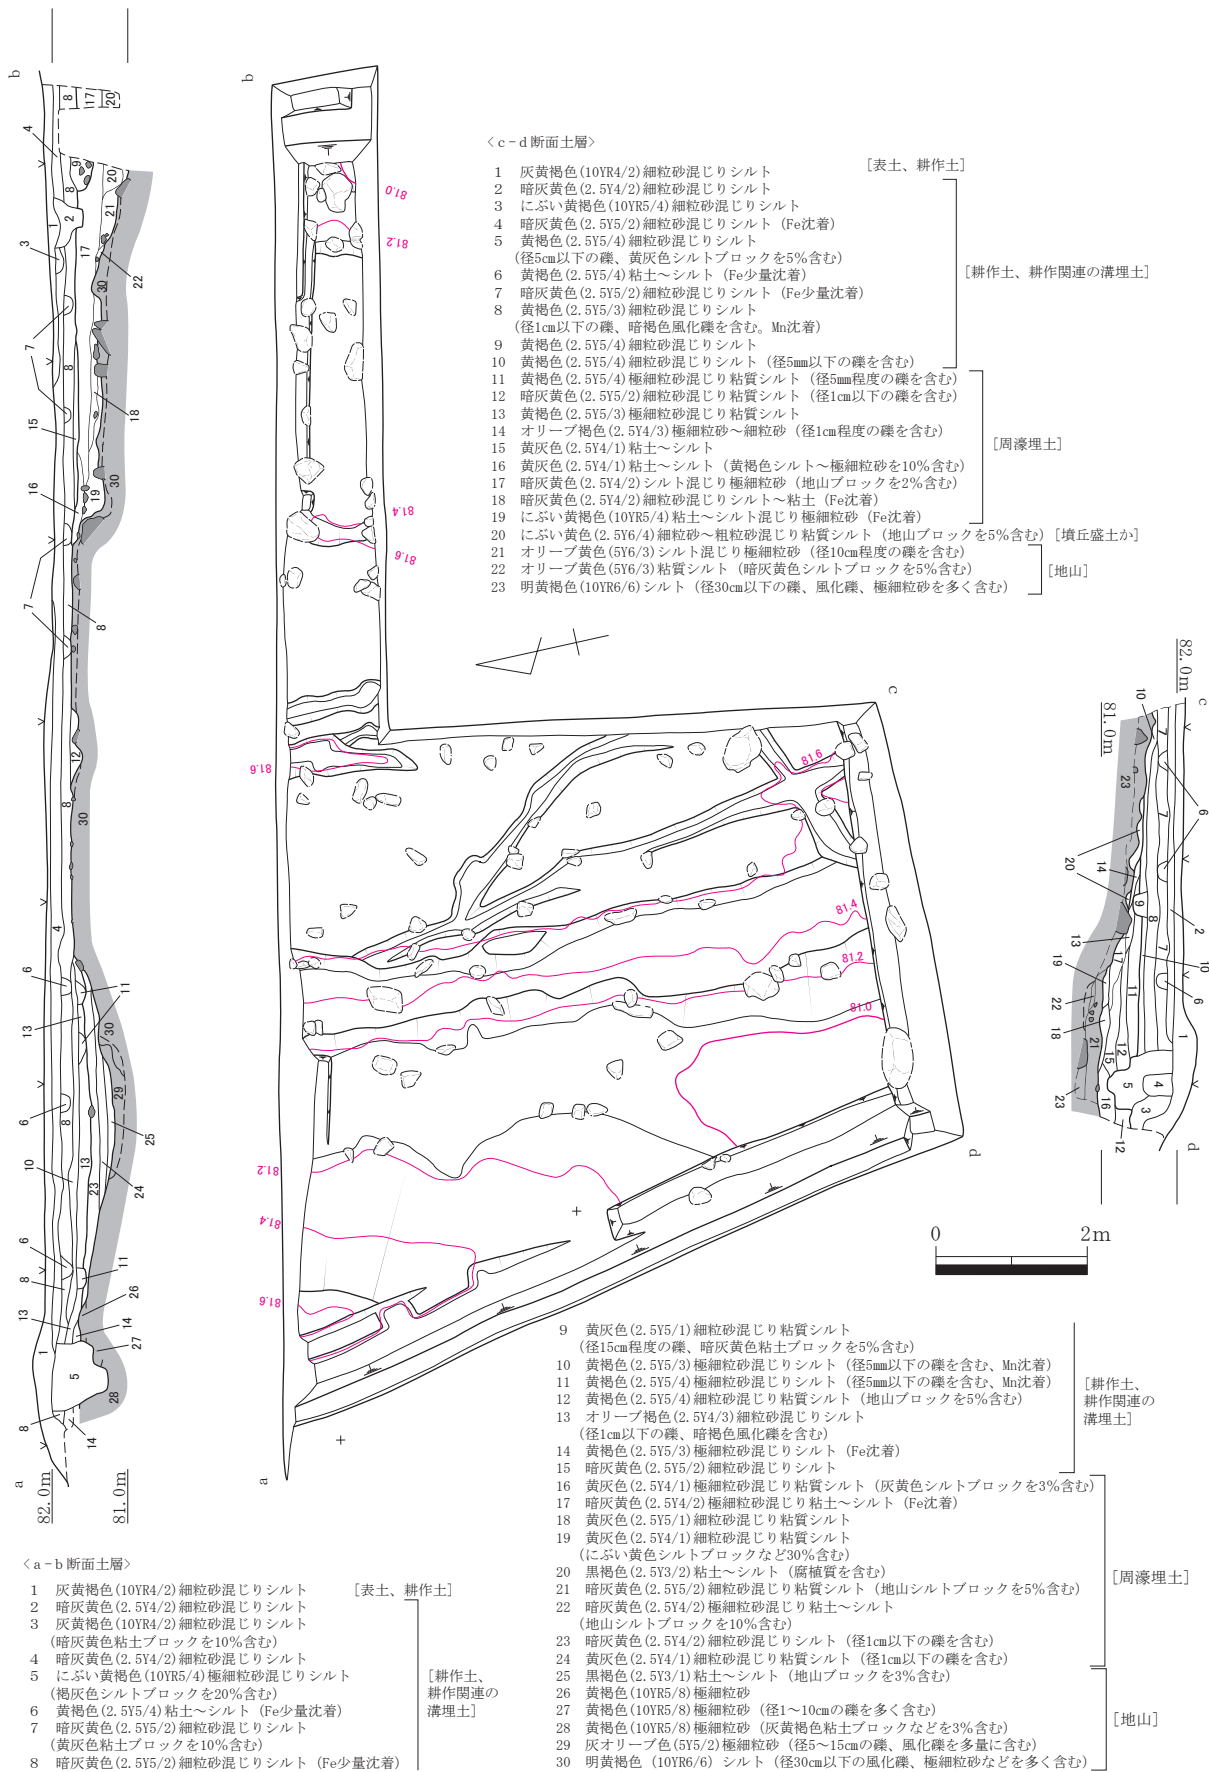 <c-d断面土層>
1 灰黄褐色(10YR4/2)細粒砂混じりシルト [表土、耕作土]
2 暗灰黄色(2.5Y4/2)細粒砂混じりシルト
3 にぶい黄褐色(10YR5/4)細粒砂混じりシルト
4 暗灰黄色(2.5Y5/2)細粒砂混じりシルト(Fe沈着)
5 黄褐色(2.5Y5/4)細粒砂混じりシルト
(径5cm以下の礫、黄灰色シルトブロックを5%含む)
[耕作土、耕作関連の溝埋土]
6 黄褐色(2.5Y5/4)粘土～シルト(Fe少量沈着)
7 暗灰黄色(2.5Y5/2)細粒砂混じりシルト(Fe少量沈着)
8 黄褐色(2.5Y5/3)細粒砂混じりシルト
(径1cm以下の礫、暗褐色風化礫を含む。Mn沈着)
9 黄褐色(2.5Y5/4)細粒砂混じりシルト
10 黄褐色(2.5Y5/4)細粒砂混じりシルト(径5mm以下の礫を含む)
11 黄褐色(2.5Y5/4)極細粒砂混じり粘質シルト(径5mm程度の礫を含む)
12 暗灰黄色(2.5Y5/2)細粒砂混じり粘質シルト(径1cm以下の礫を含む)
13 黄褐色(2.5Y5/3)極細粒砂混じり粘質シルト
14 オリーブ褐色(2.5Y4/3)極細粒砂～細粒砂(径1cm程度の礫を含む)
[周濠埋土]
15 黄灰色(2.5Y4/1)粘土～シルト
16 黄灰色(2.5Y4/1)粘土～シルト(黄褐色シルト～極細粒砂を10%含む)
17 暗灰黄色(2.5Y4/2)シルト混じり極細粒砂(地山ブロックを2%含む)
18 暗灰黄色(2.5Y4/2)細粒砂混じりシルト～粘土(Fe沈着)
19 にぶい黄褐色(10YR5/4)粘土～シルト混じり極細粒砂(Fe沈着)
20 にぶい黄色(2.5Y6/4)細粒砂～粗粒砂混じり粘質シルト(地山ブロックを5%含む)[墳丘盛土か]
21 オリーブ黄色(5Y6/3)シルト混じり極細粒砂(径10cm程度の礫を含む)
22 オリーブ黄色(5Y6/3)粘質シルト(暗灰黄色シルトブロックを5%含む)
[地山]
23 明黄褐色(10YR6/6)シルト(径30cm以下の礫、風化礫、極細粒砂を多く含む)
b
b
a
a
c
d
c
d
81.0
81.2
81.4
81.6
81.6
81.6
81.4
81.2
81.0
81.2
81.4
81.6
82.0m
81.0m
82.0m
81.0m
0 2m
<a-b断面土層>
1 灰黄褐色(10YR4/2)細粒砂混じりシルト [表土、耕作土]
2 暗灰黄色(2.5Y4/2)細粒砂混じりシルト
3 灰黄褐色(10YR4/2)細粒砂混じりシルト
(暗灰黄色粘土ブロックを10%含む)
4 暗灰黄色(2.5Y4/2)細粒砂混じりシルト
5 にぶい黄褐色(10YR5/4)極細粒砂混じりシルト
(褐灰色シルトブロックを20%含む)
6 黄褐色(2.5Y5/4)粘土～シルト(Fe少量沈着)
7 暗灰黄色(2.5Y5/2)細粒砂混じりシルト
(黄灰色粘土ブロックを10%含む)
8 暗灰黄色(2.5Y5/2)細粒砂混じりシルト(Fe少量沈着)
[耕作土、
耕作関連の
溝埋土]
9 黄灰色(2.5Y5/1)細粒砂混じり粘質シルト
(径15cm程度の礫、暗灰黄色粘土ブロックを5%含む)
10 黄褐色(2.5Y5/3)極細粒砂混じりシルト(径5mm以下の礫を含む、Mn沈着)
11 黄褐色(2.5Y5/4)極細粒砂混じりシルト(径5mm以下の礫を含む、Mn沈着)
12 黄褐色(2.5Y5/4)細粒砂混じり粘質シルト(地山ブロックを5%含む)
13 オリーブ褐色(2.5Y4/3)細粒砂混じりシルト
(径1cm以下の礫、暗褐色風化礫を含む)
14 黄褐色(2.5Y5/3)極細粒砂混じりシルト(Fe沈着)
15 暗灰黄色(2.5Y5/2)細粒砂混じりシルト
[耕作土、
耕作関連の
溝埋土]
16 黄灰色(2.5Y4/1)極細粒砂混じり粘質シルト(灰黄色シルトブロックを3%含む)
17 暗灰黄色(2.5Y4/2)極細粒砂混じり粘土～シルト(Fe沈着)
18 黄灰色(2.5Y5/1)細粒砂混じり粘質シルト
19 黄灰色(2.5Y4/1)細粒砂混じり粘質シルト
(にぶい黄色シルトブロックなど30%含む)
20 黒褐色(2.5Y3/2)粘土～シルト(腐植質を含む)
[周濠埋土]
21 暗灰黄色(2.5Y5/2)細粒砂混じり粘質シルト(地山シルトブロックを5%含む)
22 暗灰黄色(2.5Y4/2)極細粒砂混じり粘土～シルト
(地山シルトブロックを10%含む)
23 暗灰黄色(2.5Y4/2)細粒砂混じりシルト(径1cm以下の礫を含む)
24 黄灰色(2.5Y4/1)細粒砂混じり粘質シルト(径1cm以下の礫を含む)
25 黒褐色(2.5Y3/1)粘土～シルト(地山ブロックを3%含む)
26 黄褐色(10YR5/8)極細粒砂
27 黄褐色(10YR5/8)極細粒砂(径1～10cmの礫を多く含む)
[地山]
28 黄褐色(10YR5/8)極細粒砂(灰黄褐色粘土ブロックなどを3%含む)
29 灰オリーブ色(5Y5/2)極細粒砂(径5～15cmの礫、風化礫を多量に含む)
30 明黄褐色(10YR6/6)シルト(径30cm以下の風化礫、極細粒砂などを多く含む)